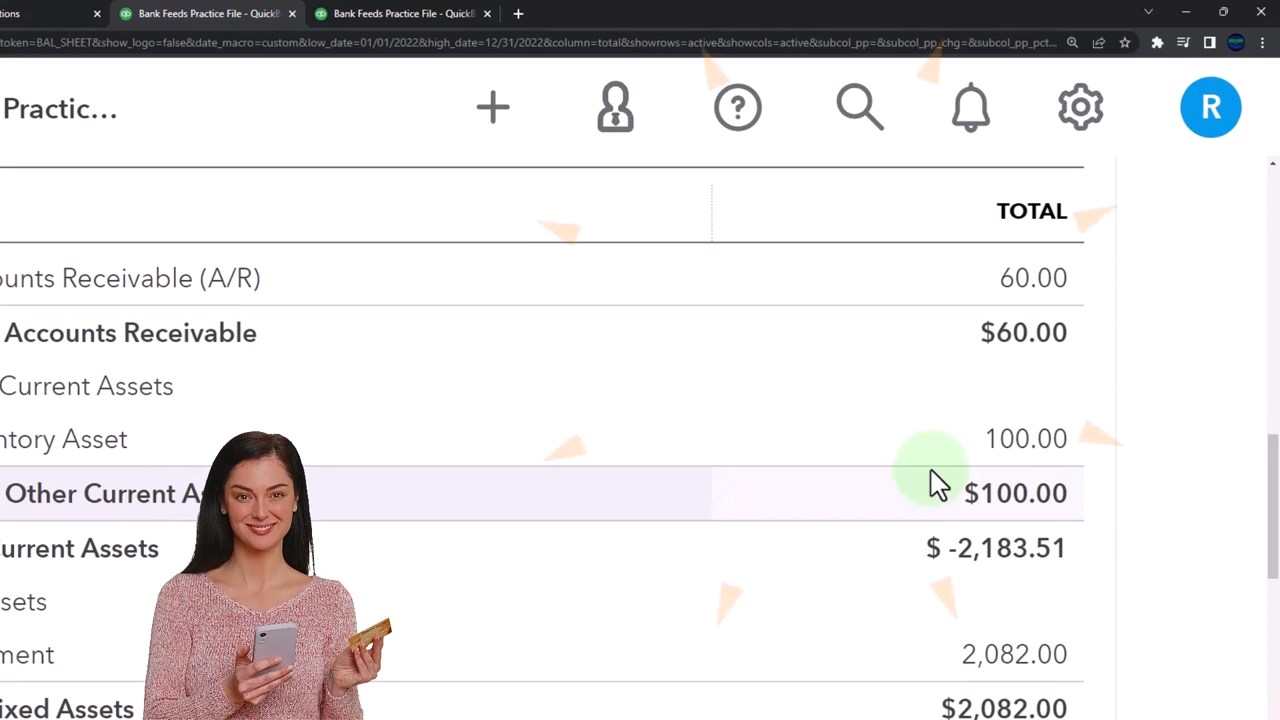 tions × Bank Feeds Practice File - QuickB × Bank Feeds Practice File - QuickB × +
token=BAL_SHEET&show_logo=false&date_macro=custom&low_date=01/01/2022&high_date=12/31/2022&column=total&showrows=active&showcols=active&subcol_pp=&subcol_pp_chg=&subcol_pp_pct...
Practic... R
TOTAL
ounts Receivable (A/R) 60.00
Accounts Receivable $60.00
Current Assets
ntory Asset 100.00
Other Current As $100.00
urrent Assets $ -2,183.51
sets
ment 2,082.00
ixed Assets $2,082.00